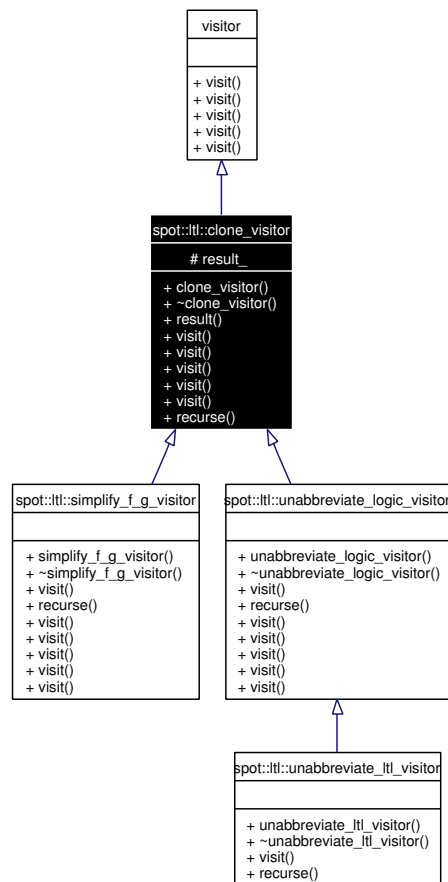 visitor
+ visit()
+ visit()
+ visit()
+ visit()
+ visit()
spot::ltl::clone_visitor
# result_
+ clone_visitor()
+ ~clone_visitor()
+ result()
+ visit()
+ visit()
+ visit()
+ visit()
+ visit()
+ recurse()
spot::ltl::simplify_f_g_visitor
+ simplify_f_g_visitor()
+ ~simplify_f_g_visitor()
+ visit()
+ recurse()
+ visit()
+ visit()
+ visit()
+ visit()
+ visit()
spot::ltl::unabbreviate_logic_visitor
+ unabbreviate_logic_visitor()
+ ~unabbreviate_logic_visitor()
+ visit()
+ recurse()
+ visit()
+ visit()
+ visit()
+ visit()
+ visit()
spot::ltl::unabbreviate_ltl_visitor
+ unabbreviate_ltl_visitor()
+ ~unabbreviate_ltl_visitor()
+ visit()
+ recurse()